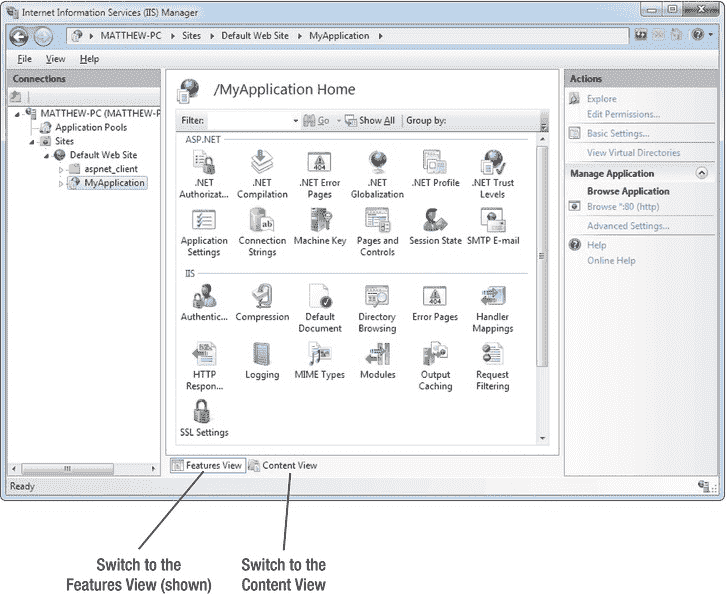 Internet Information Services (IIS) Manager
MATTHEW-PC Sites Default Web Site MyApplication
File View Help
Connections
MATTHEW-PC (MATTHEW-P
Application Pools
Sites
Default Web Site
aspnet_client
MyApplication
/MyApplication Home
Filter: Go Show All Group by:
ASP.NET
.NET Authorizat...
.NET Compilation
.NET Error Pages
.NET Globalization
.NET Profile
.NET Trust Levels
Application Settings
Connection Strings
Machine Key
Pages and Controls
Session State
SMTP E-mail
IIS
Authentic...
Compression
Default Document
Directory Browsing
Error Pages
Handler Mappings
HTTP Respon...
Logging
MIME Types
Modules
Output Caching
Request Filtering
SSL Settings
Features View
Content View
Actions
Explore
Edit Permissions...
Basic Settings...
View Virtual Directories
Manage Application
Browse Application
Browse *:80 (http)
Advanced Settings...
Help
Online Help
Ready
Switch to the
Features View (shown)
Switch to the
Content View